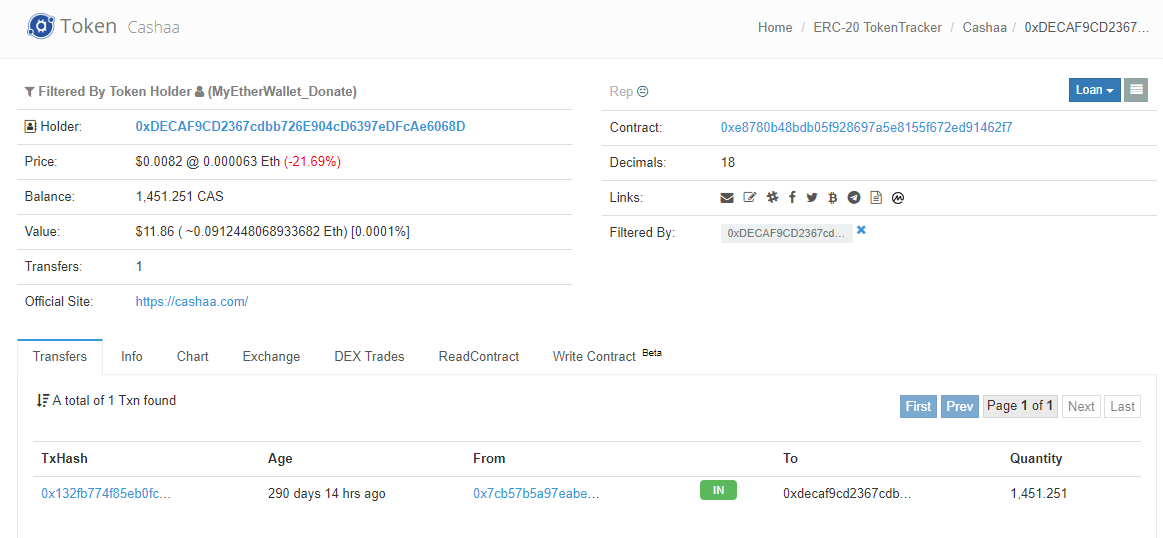 Token Cashaa
Home / ERC-20 TokenTracker / Cashaa / 0xDECAF9CD2367...
Filtered By Token Holder (MyEtherWallet_Donate)
Holder: 0xDECAF9CD2367cdbb726E904cD6397eDFcAe6068D
Price: $0.0082 @ 0.000063 Eth (-21.69%)
Balance: 1,451.251 CAS
Value: $11.86 ( ~0.0912448068933682 Eth) [0.0001%]
Transfers: 1
Official Site: https://cashaa.com/
Rep
Loan
Contract: 0xe8780b48bdb05f928697a5e8155f672ed91462f7
Decimals: 18
Links:
Filtered By: 0xDECAF9CD2367cd...
Transfers Info Chart Exchange DEX Trades ReadContract Write Contract Beta
A total of 1 Txn found
First Prev Page 1 of 1 Next Last
TxHash Age From To Quantity
0x132fb774f85eb0fc... 290 days 14 hrs ago 0x7cb57b5a97eabe... IN 0xdecaf9cd2367cdb... 1,451.251